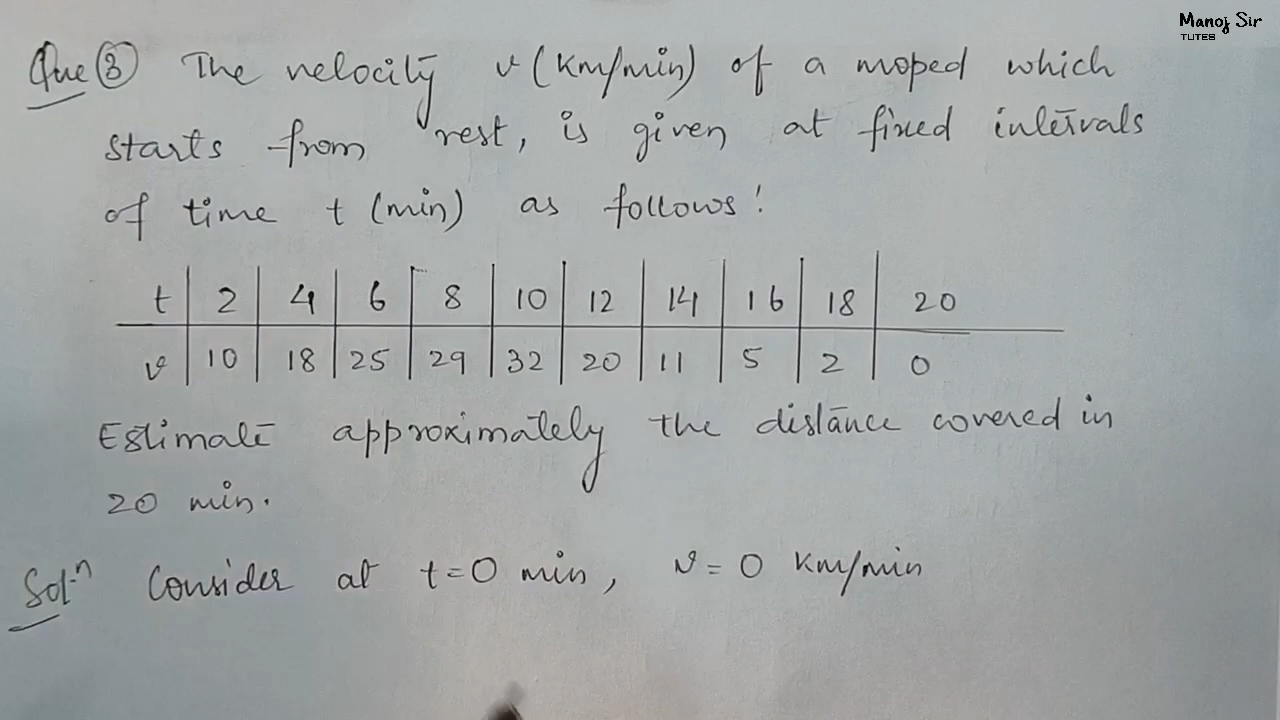 Manoj Sir
TUTES
Que ③ The velocity v (Km/min) of a moped which
starts from rest, is given at fixed intervals
of time t (min) as follows:
t 2 4 6 8 10 12 14 16 18 20
v 10 18 25 29 32 20 11 5 2 0
Estimate approximately the distance covered in
20 min.
Sol.n Consider at t=0 min, v=0 Km/min